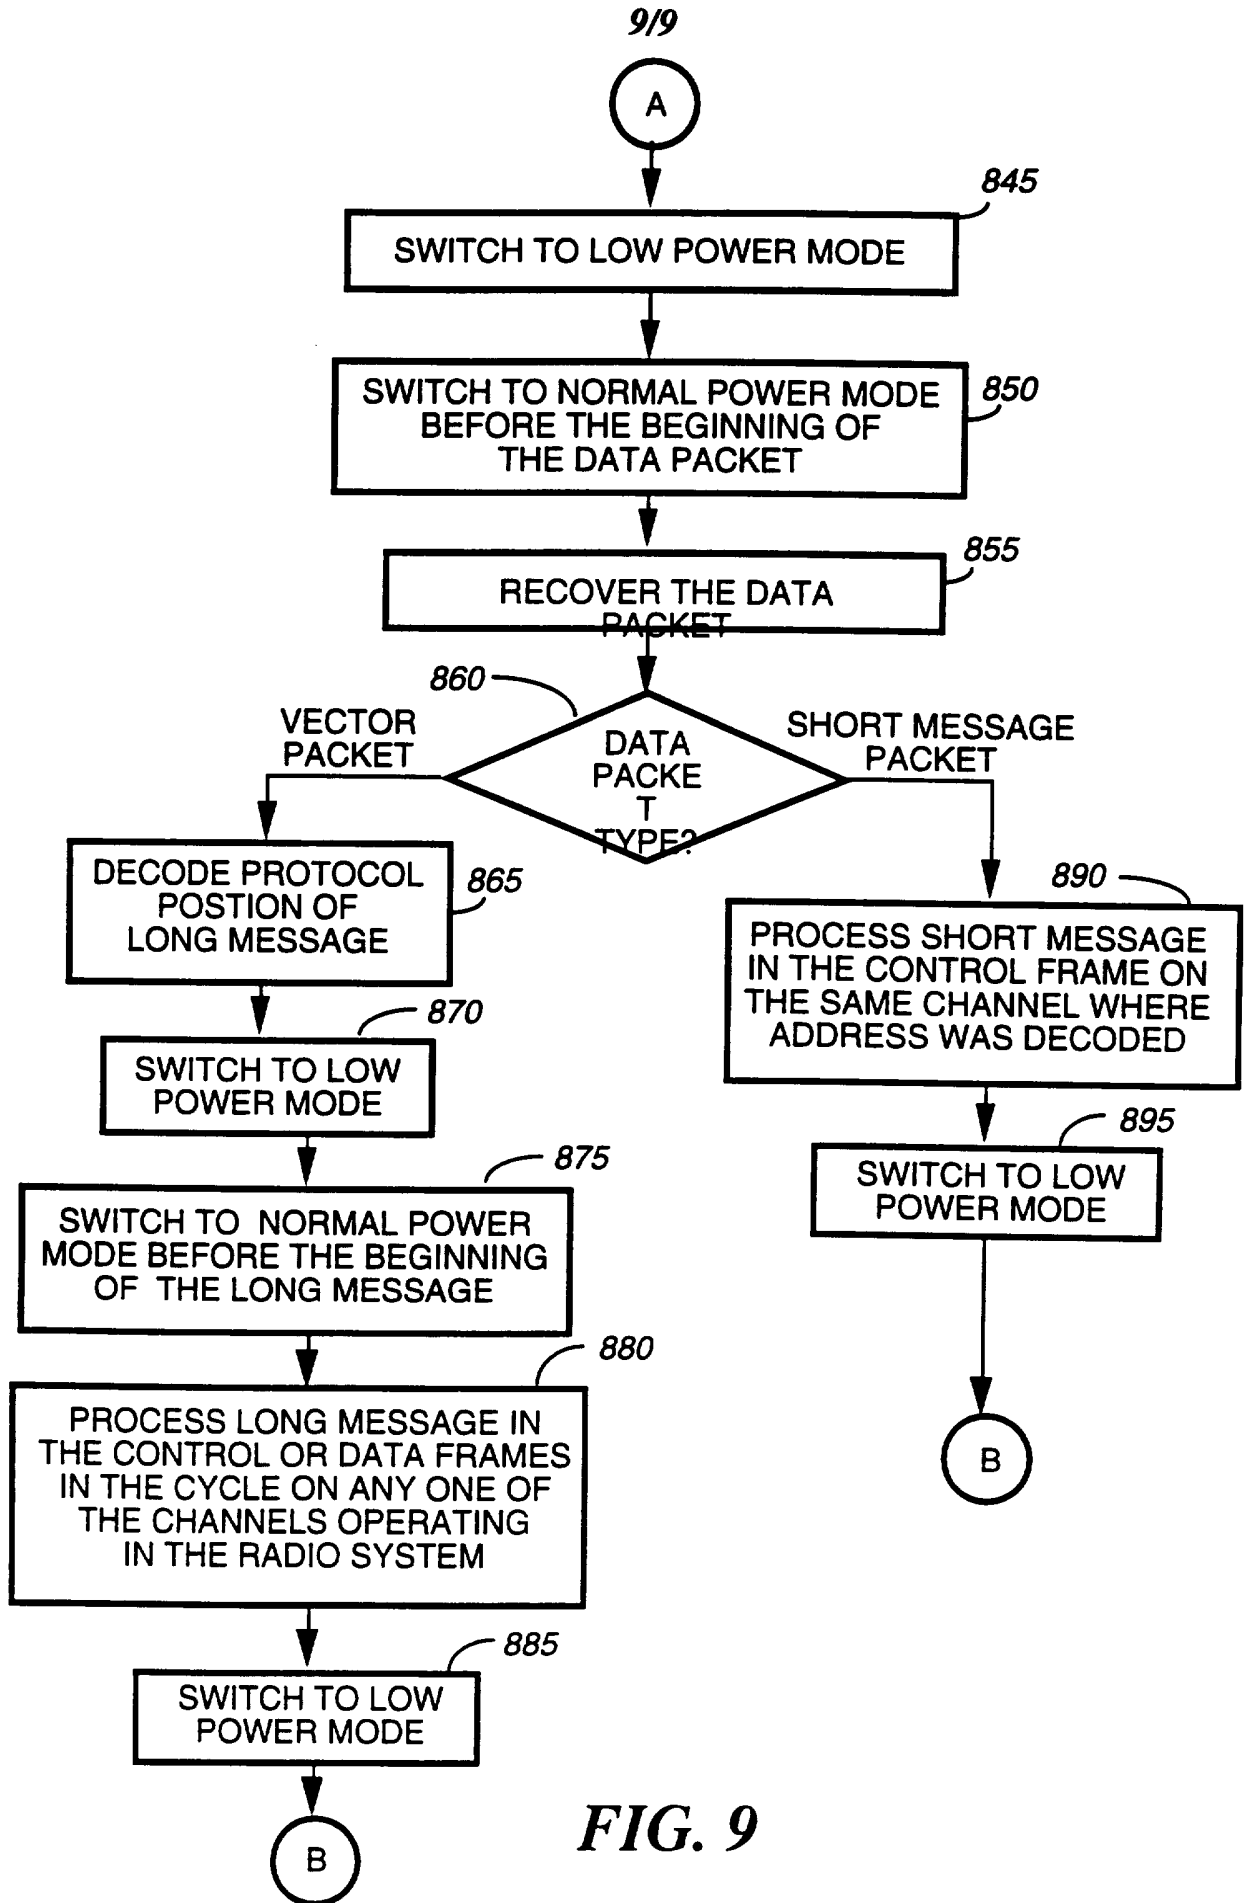 9/9
A
845
SWITCH TO LOW POWER MODE
850
SWITCH TO NORMAL POWER MODE
BEFORE THE BEGINNING OF
THE DATA PACKET
855
RECOVER THE DATA
PACKET
860
VECTOR
PACKET
DATA
PACKE
T
TYPE?
SHORT MESSAGE
PACKET
DECODE PROTOCOL
POSTION OF
LONG MESSAGE
865
870
SWITCH TO LOW
POWER MODE
875
SWITCH TO NORMAL POWER
MODE BEFORE THE BEGINNING
OF THE LONG MESSAGE
880
PROCESS LONG MESSAGE IN
THE CONTROL OR DATA FRAMES
IN THE CYCLE ON ANY ONE OF
THE CHANNELS OPERATING
IN THE RADIO SYSTEM
885
SWITCH TO LOW
POWER MODE
B
890
PROCESS SHORT MESSAGE
IN THE CONTROL FRAME ON
THE SAME CHANNEL WHERE
ADDRESS WAS DECODED
895
SWITCH TO LOW
POWER MODE
B
FIG. 9